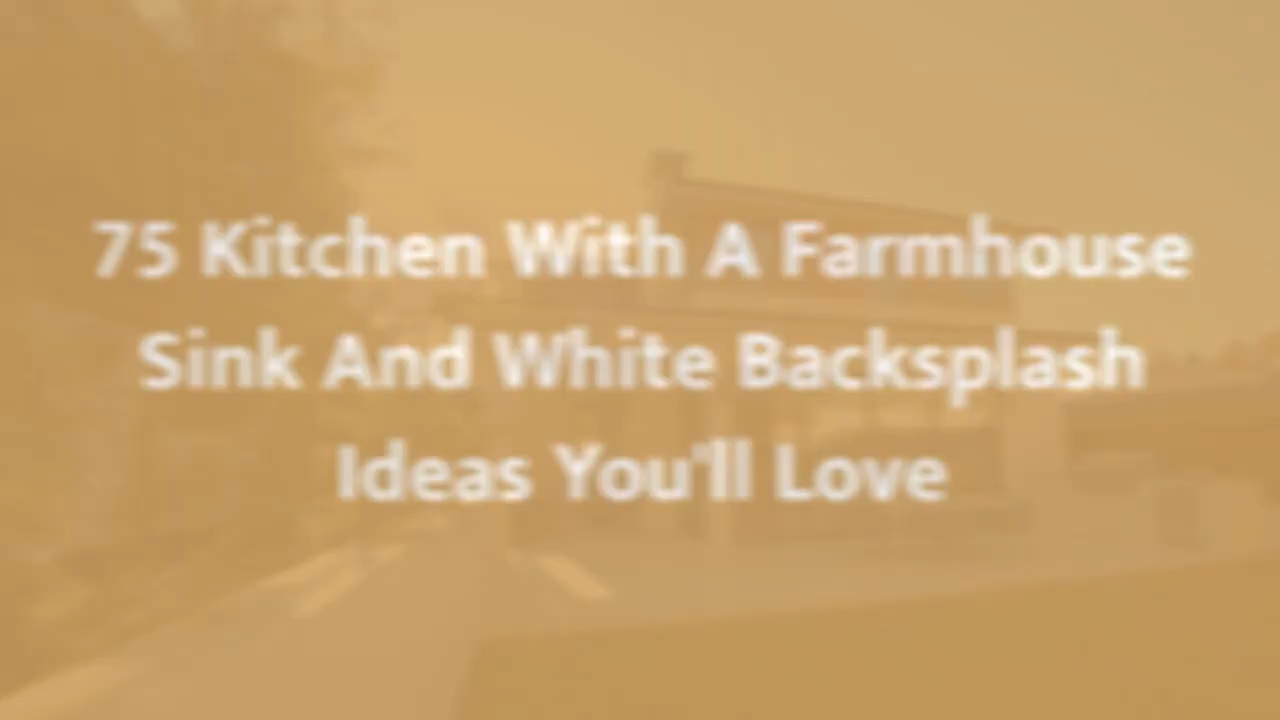 75 Kitchen With A Farmhouse
Sink And White Backsplash
Ideas You'll Love